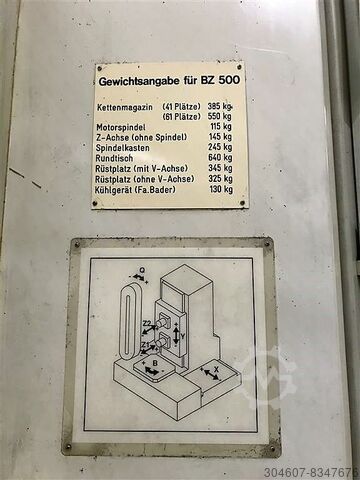 Gewichtsangabe für BZ 500
Kettenmagazin (41 Plätze) 385 kg
(61 Plätze) 550 kg
Motorspindel 115 kg
Z-Achse (ohne Spindel) 145 kg
Spindelkasten 245 kg
Rundtisch 640 kg
Rüstplatz (mit V-Achse) 345 kg
Rüstplatz (ohne V-Achse) 325 kg
Kühlgerät (Fa.Bader) 130 kg
Q
Z2
Y
Z1
B
X
304607-8347676